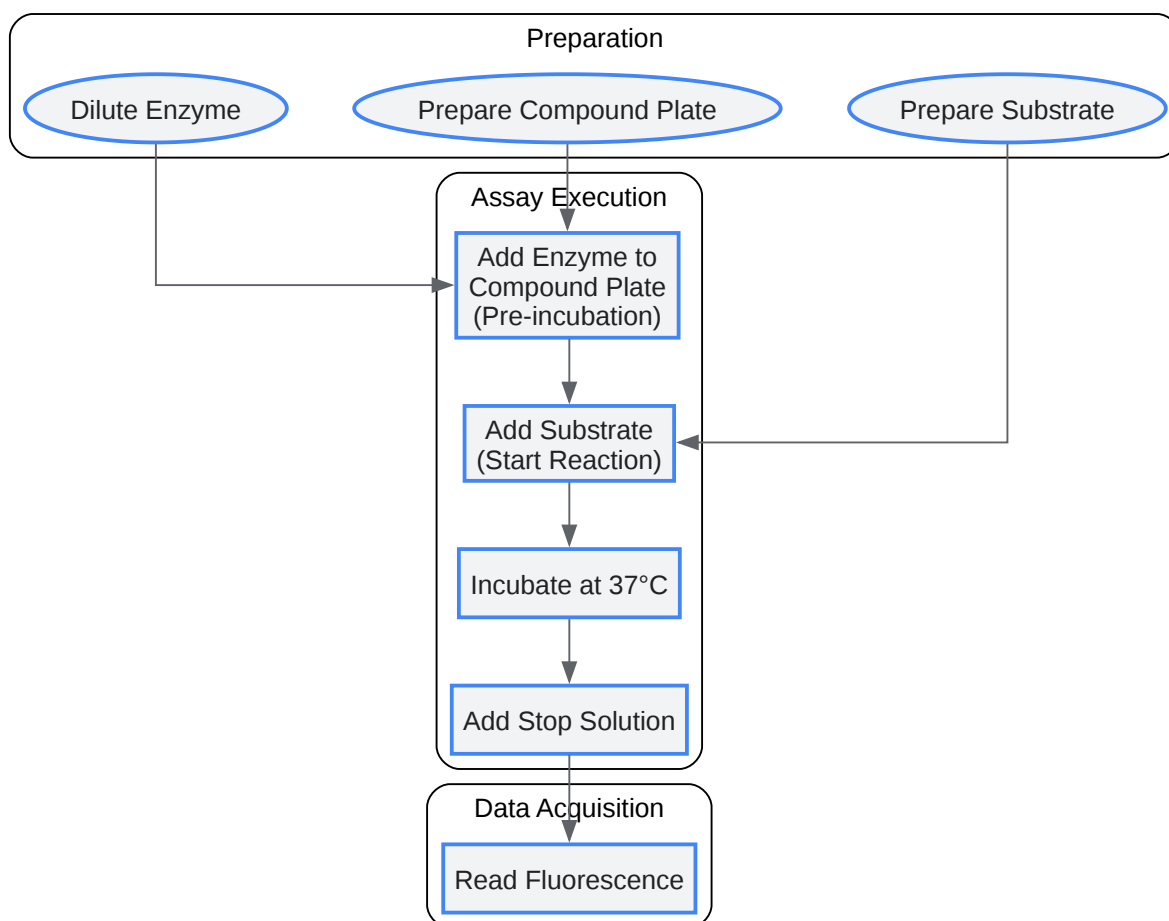 Preparation
Dilute Enzyme
Prepare Compound Plate
Prepare Substrate
Assay Execution
Add Enzyme to
Compound Plate
(Pre-incubation)
Add Substrate
(Start Reaction)
Incubate at 37°C
Add Stop Solution
Data Acquisition
Read Fluorescence